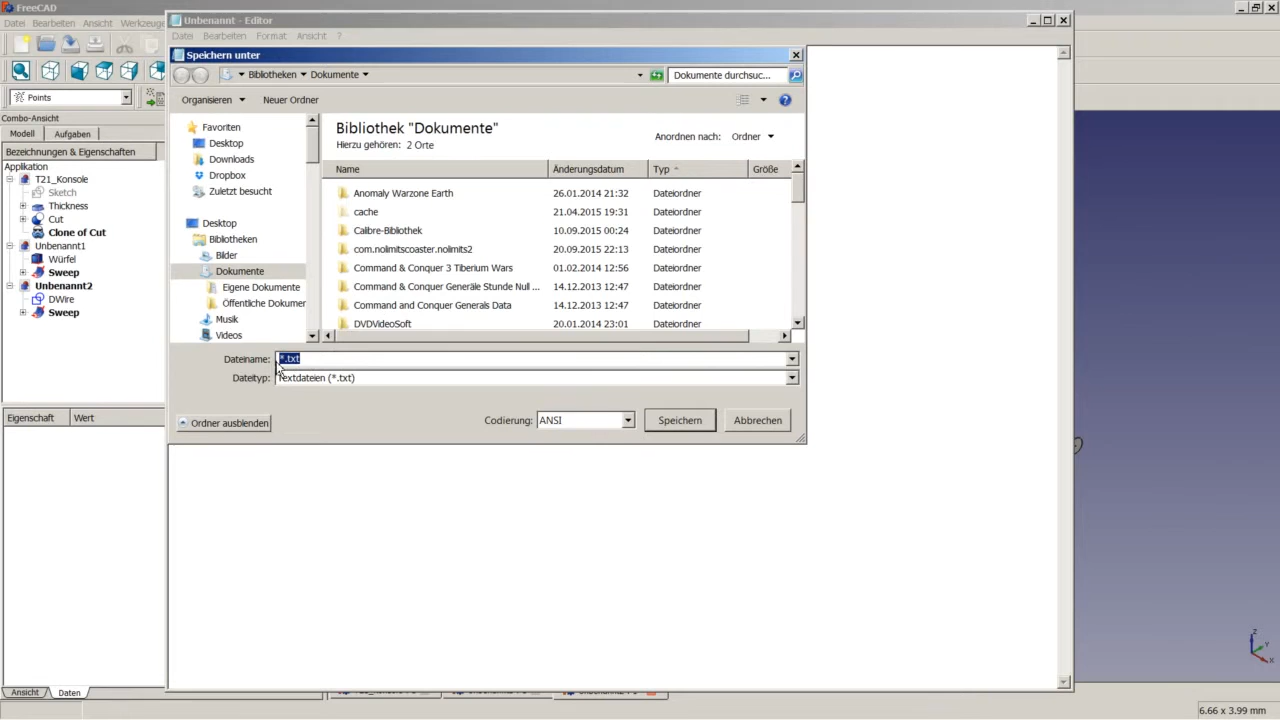 FreeCAD
Unbenannt - Editor
Datei Bearbeiten Ansicht Werkzeuge
Datei Bearbeiten Format Ansicht ?
Speichern unter
Bibliotheken Dokumente
Dokumente durchsuc...
Points
Organisieren Neuer Ordner
Combo-Ansicht
Modell Aufgaben
Bezeichnungen & Eigenschaften
Applikation
T21_Konsole
Sketch
Thickness
Cut
Clone of Cut
Unbenannt1
Würfel
Sweep
Unbenannt2
DWire
Sweep
Favoriten
Desktop
Downloads
Dropbox
Zuletzt besucht
Desktop
Bibliotheken
Bilder
Dokumente
Eigene Dokumente
Öffentliche Dokumer
Musik
Videos
Bibliothek "Dokumente"
Hierzu gehören: 2 Orte
Anordnen nach: Ordner
Name Änderungsdatum Typ Größe
Anomaly Warzone Earth 26.01.2014 21:32 Dateiordner
cache 21.04.2015 19:31 Dateiordner
Calibre-Bibliothek 10.09.2015 00:24 Dateiordner
com.nolimitscoaster.nolimits2 20.09.2015 22:13 Dateiordner
Command & Conquer 3 Tiberium Wars 01.02.2014 12:56 Dateiordner
Command & Conquer Generäle Stunde Null ... 14.12.2013 12:47 Dateiordner
Command and Conquer Generals Data 14.12.2013 12:47 Dateiordner
DVDVideoSoft 20.01.2014 23:01 Dateiordner
Dateiname: *.txt
Dateityp: Textdateien (*.txt)
Ordner ausblenden
Codierung: ANSI
Speichern Abbrechen
Eigenschaft Wert
Ansicht Daten
6.66 x 3.99 mm
Z
Y
X